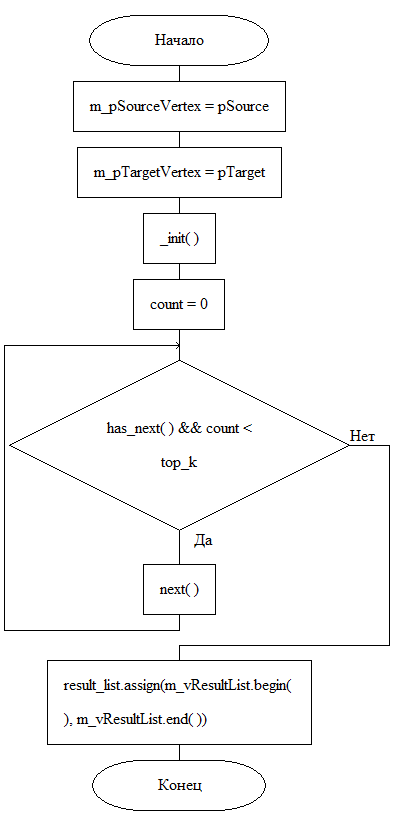 Начало
m_pSourceVertex = pSource
m_pTargetVertex = pTarget
_init( )
count = 0
has_next( ) && count <
top_k
Нет
Да
next( )
result_list.assign(m_vResultList.begin(
), m_vResultList.end( ))
Конец